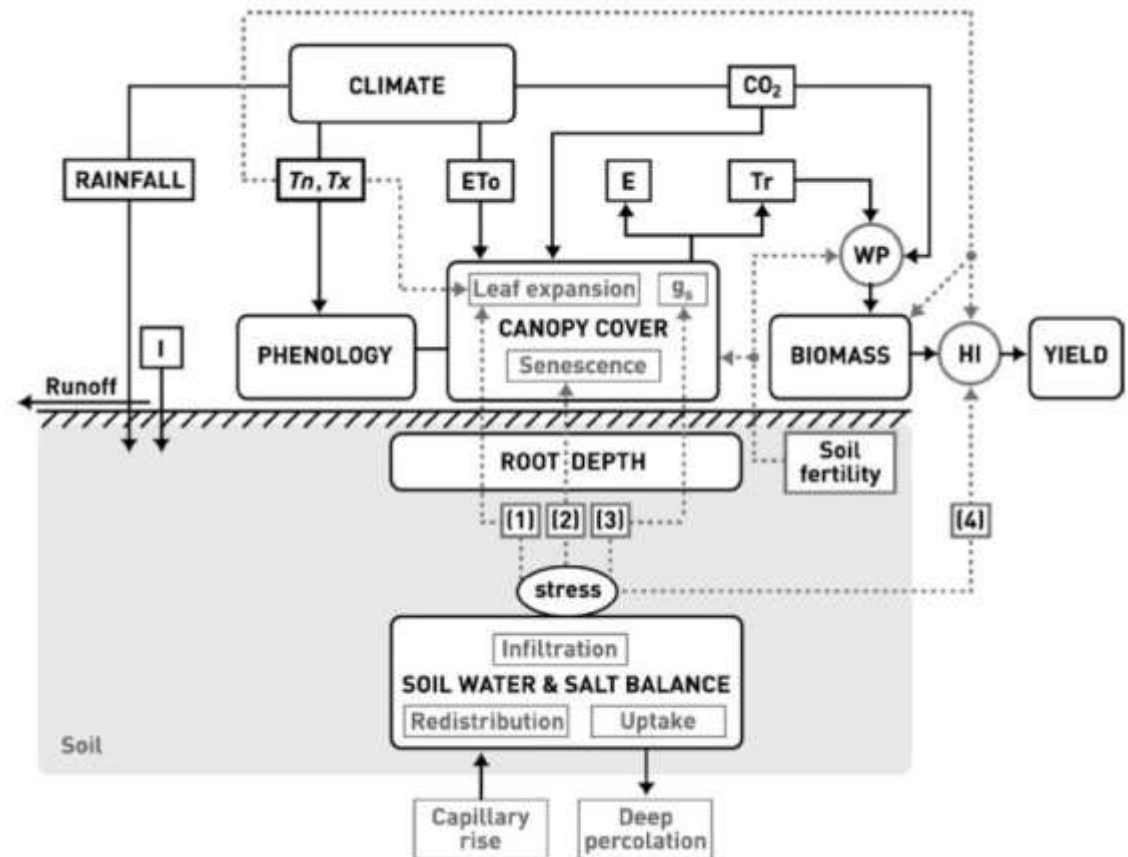 CLIMATE
CO₂
RAINFALL
Tn, Tx
ETo
E
Tr
WP
Leaf expansion
gs
CANOPY COVER
Senescence
PHENOLOGY
I
BIOMASS
HI
YIELD
Runoff
ROOT DEPTH
Soil
fertility
(1)
(2)
(3)
(4)
stress
Infiltration
SOIL WATER & SALT BALANCE
Redistribution
Uptake
Soil
Capillary
rise
Deep
percolation